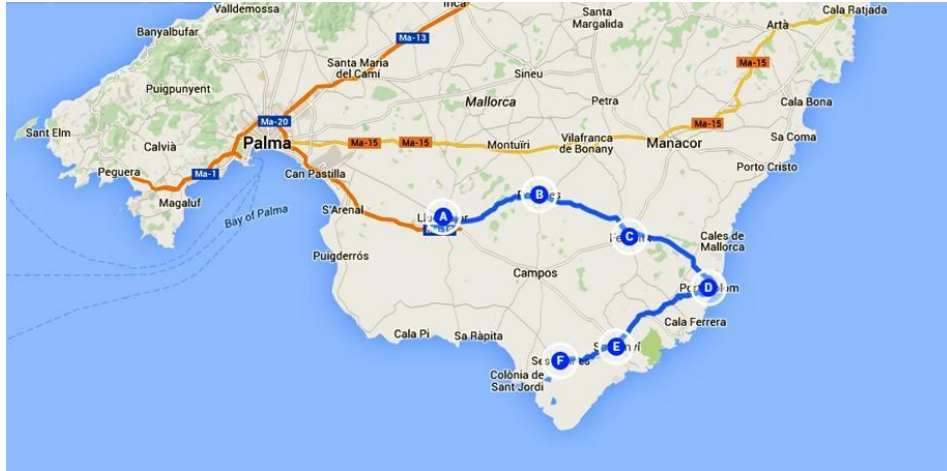 Valldemossa
Inca
Santa
Margalida
Cala Ratjada
Artà
Banyalbufar
Ma-13
Santa Maria
del Camí
Sineu
Ma-15
Puigpunyent
Mallorca
Petra
Cala Bona
Ma-20
Sant Elm
Calvià
Palma
Ma-15
Ma-15
Montuïri
Vilafranca
de Bonany
Manacor
Ma-15
Sa Coma
Peguera
Ma-1
Can Pastilla
Porto Cristo
Magaluf
Bay of Palma
S'Arenal
A
B
C
Cales de
Mallorca
Puigderrós
Campos
D
Cala Pi
Sa Ràpita
Cala Ferrera
E
F
Colònia de
Sant Jordi